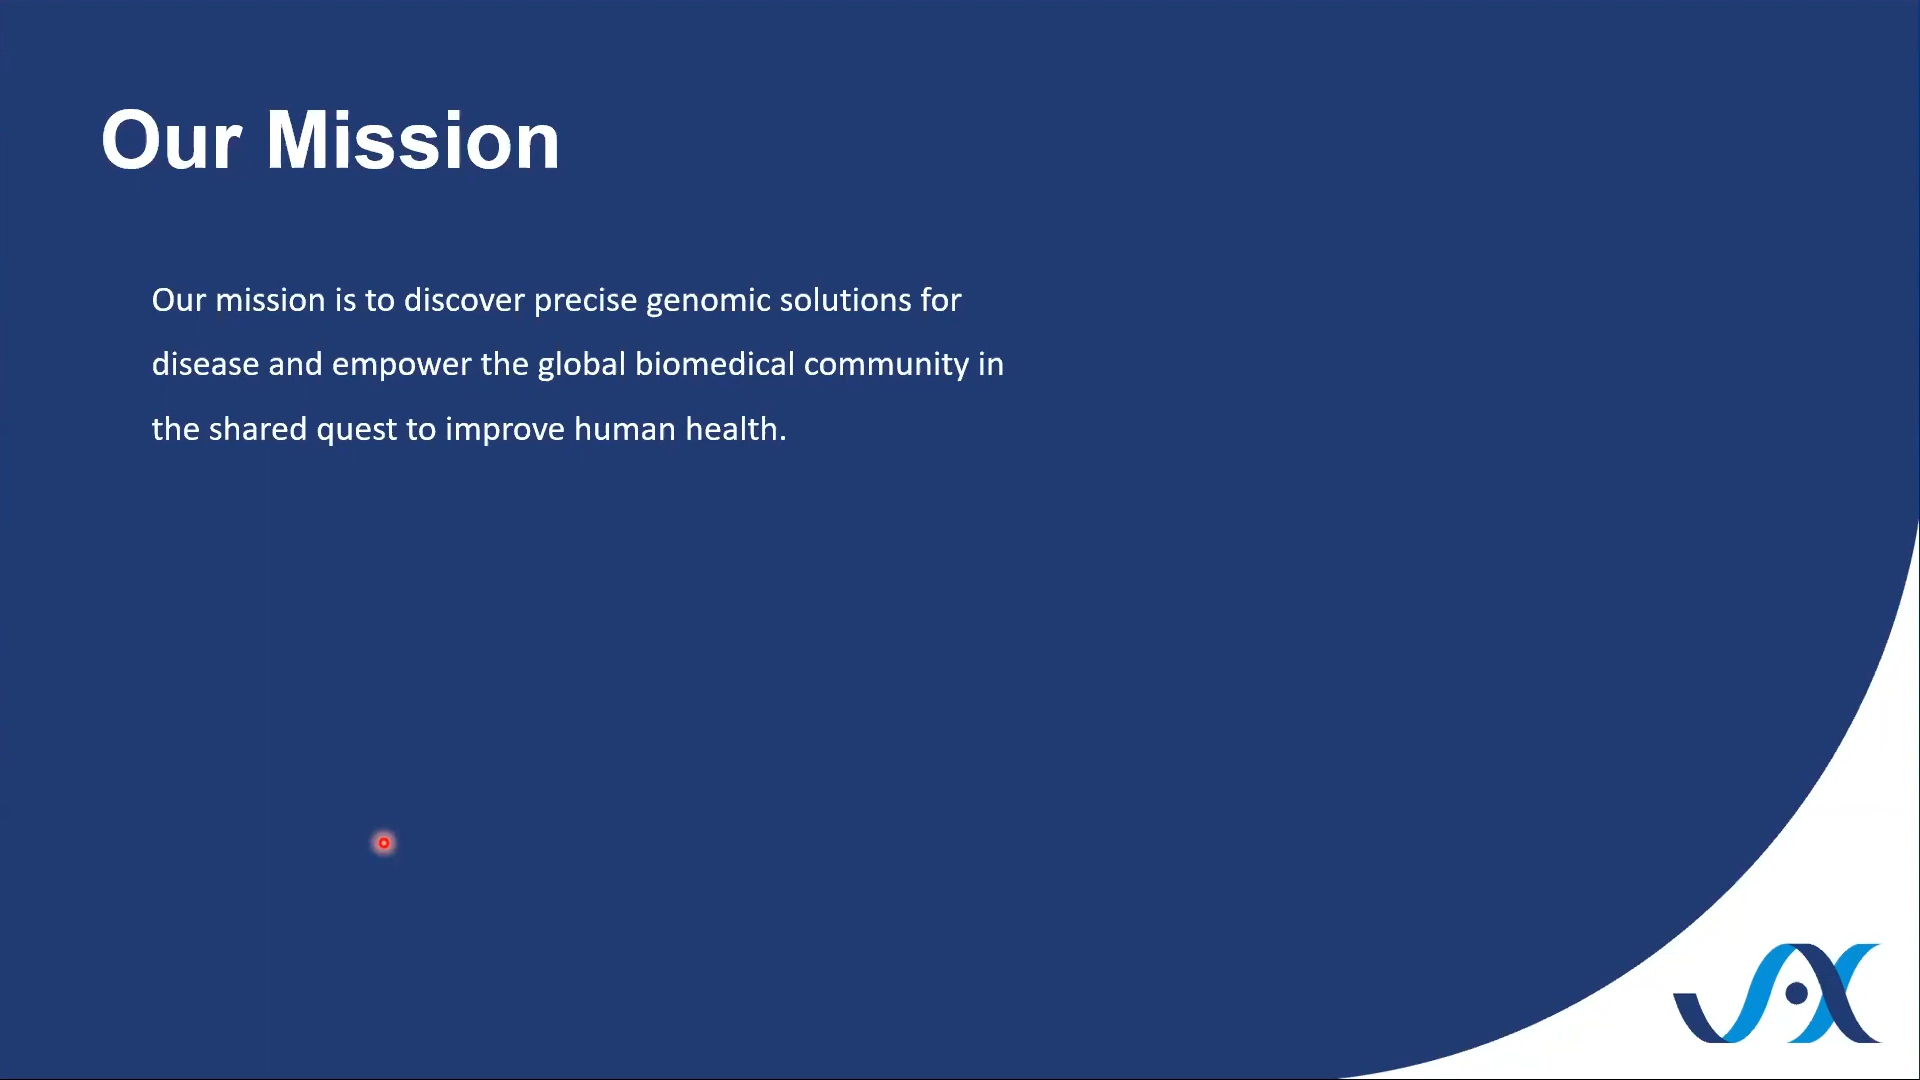 Our Mission
Our mission is to discover precise genomic solutions for
disease and empower the global biomedical community in
the shared quest to improve human health.
JAX